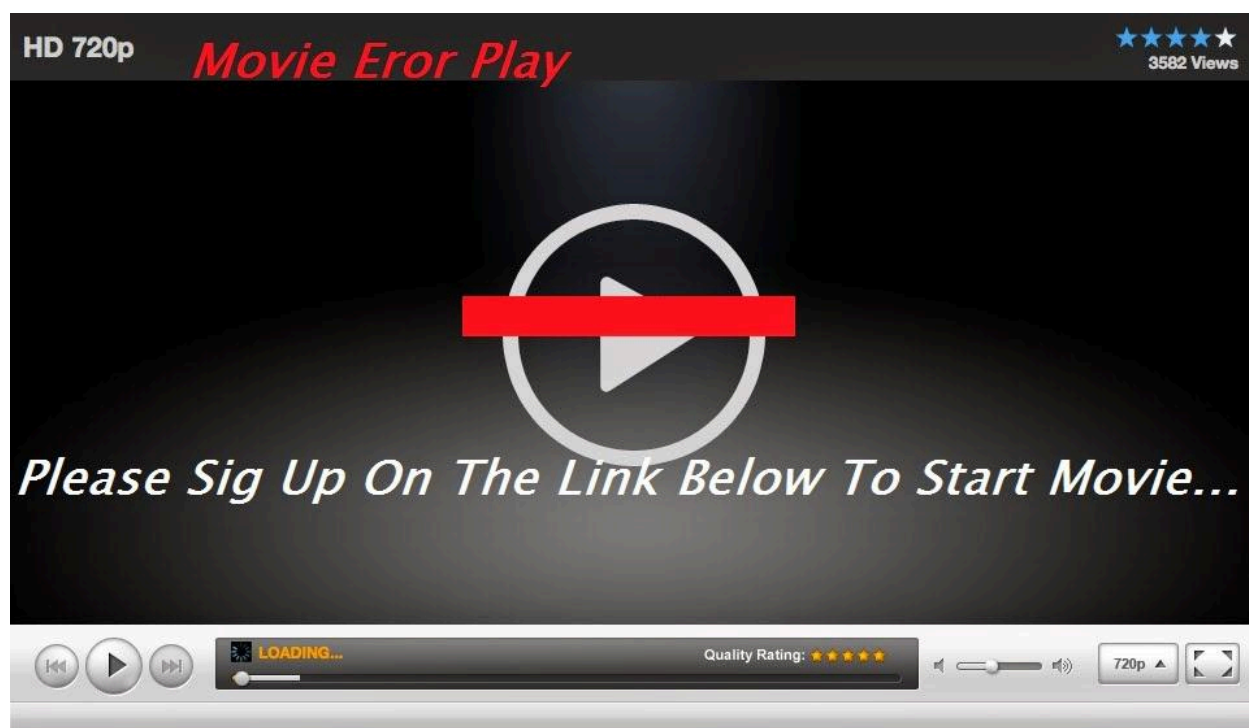 HD 720p
Movie Eror Play
3582 Views
Please Sig Up On The Link Below To Start Movie...
LOADING...
Quality Rating:
720p